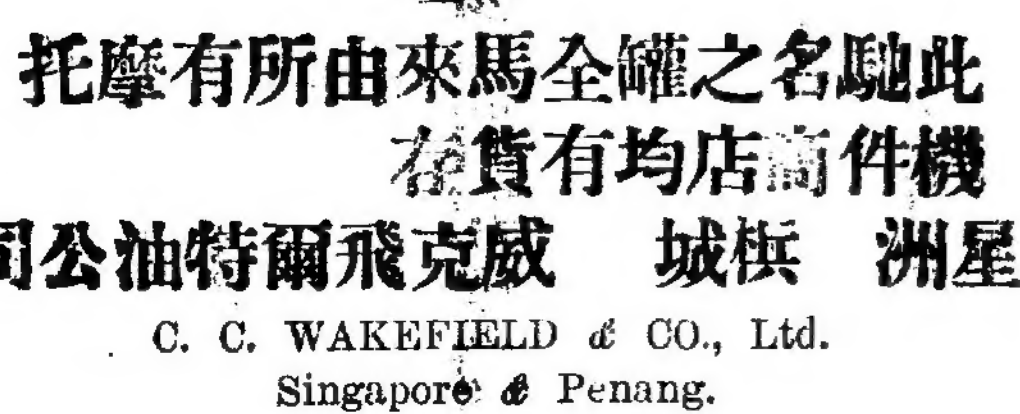 此馳名之罐全馬來由所有摩托
機件商店均有貨存
星洲 梹城 威克飛爾特油公司
C. C. WAKEFIELD & CO., Ltd.
Singapore & Penang.